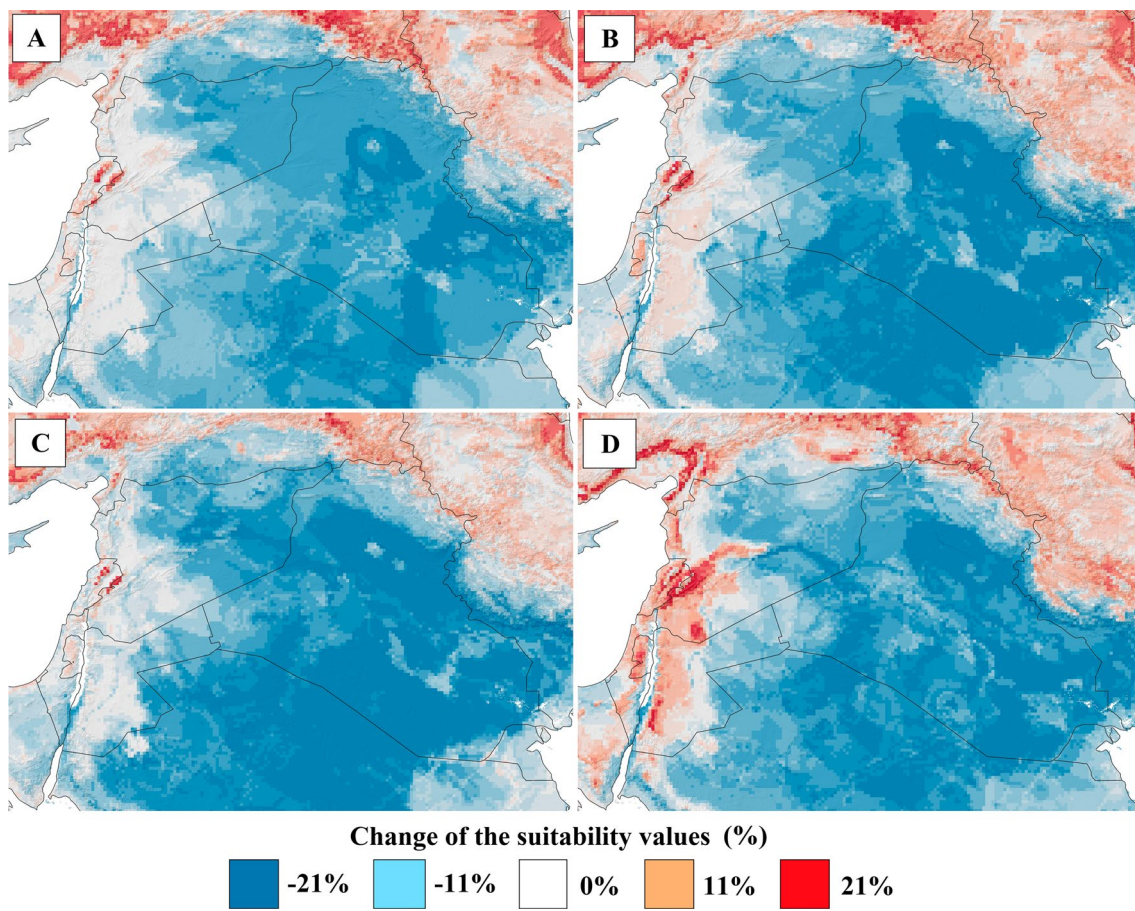 A
B
C
D
Change of the suitability values (%)
-21% -11% 0% 11% 21%